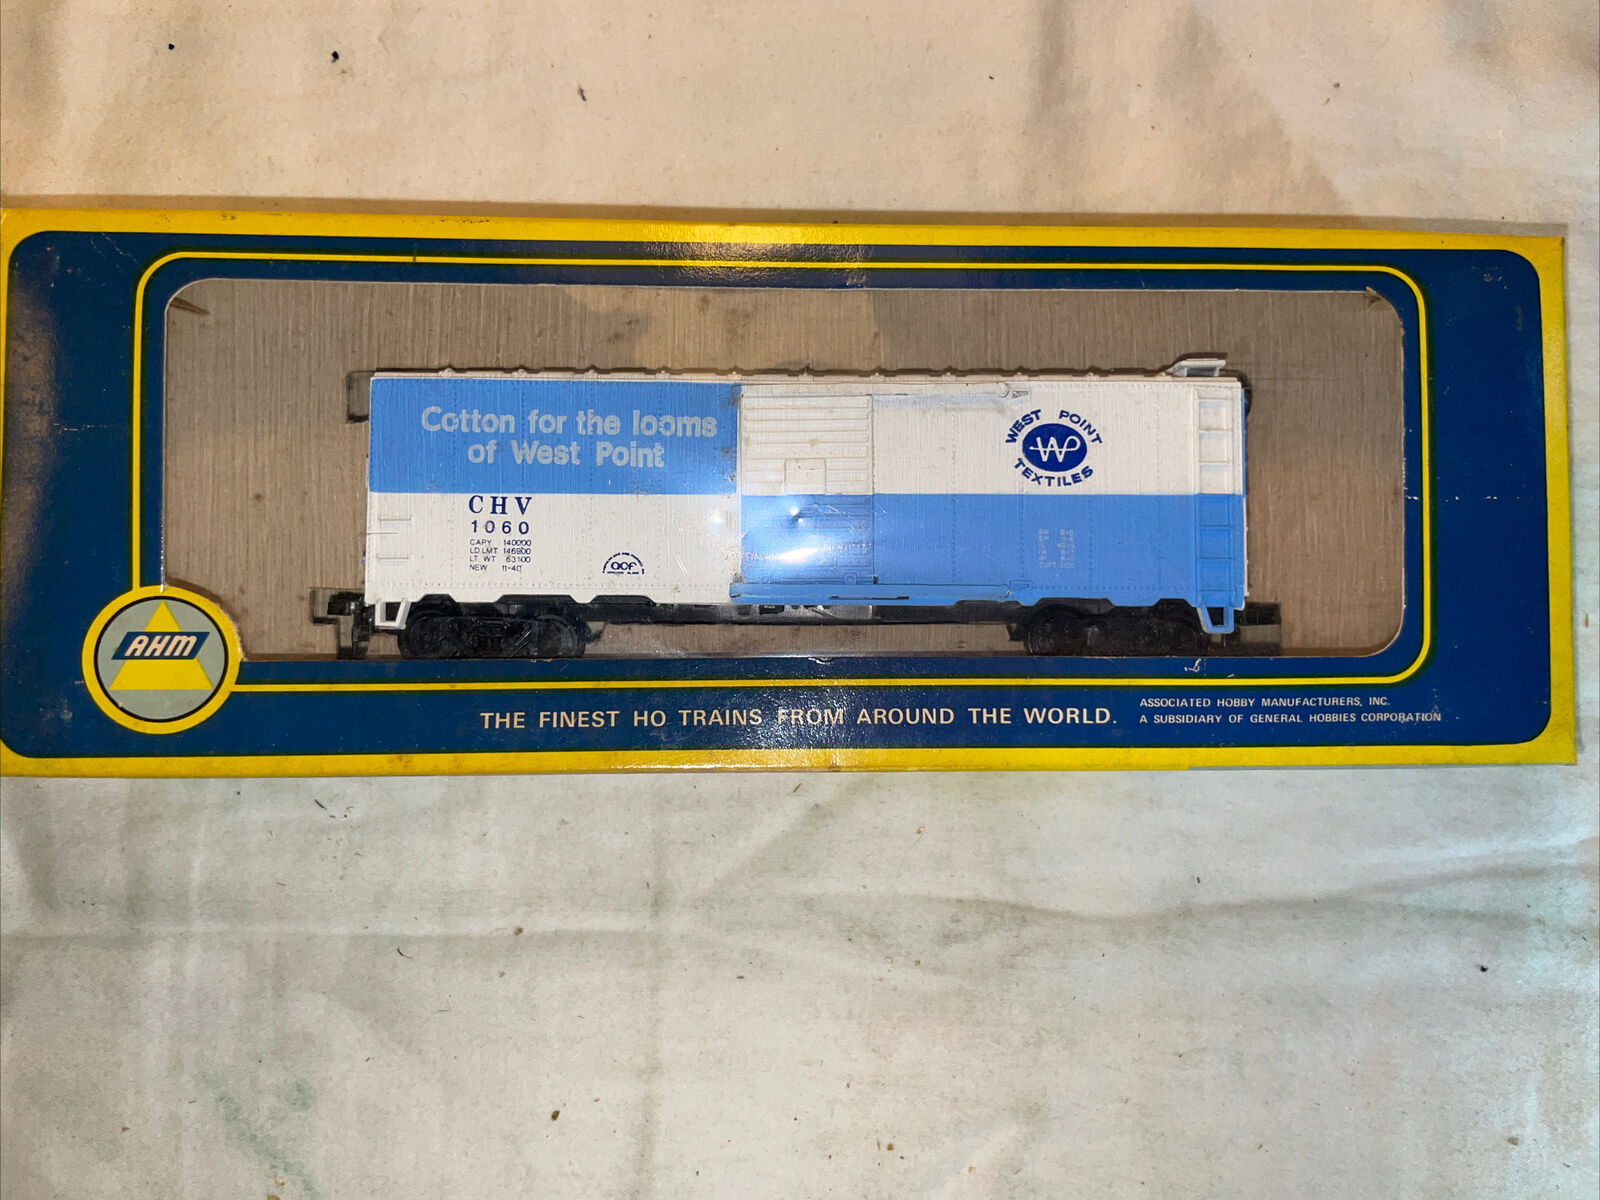 Cotton for the looms
of West Point
CHV
1060
CAPY 140000
LD LMT 146900
LT WT 63100
NEW 11-40
acf
WEST POINT
WP
TEXTILES
AHM
THE FINEST HO TRAINS FROM AROUND THE WORLD.
ASSOCIATED HOBBY MANUFACTURERS, INC.
A SUBSIDIARY OF GENERAL HOBBIES CORPORATION